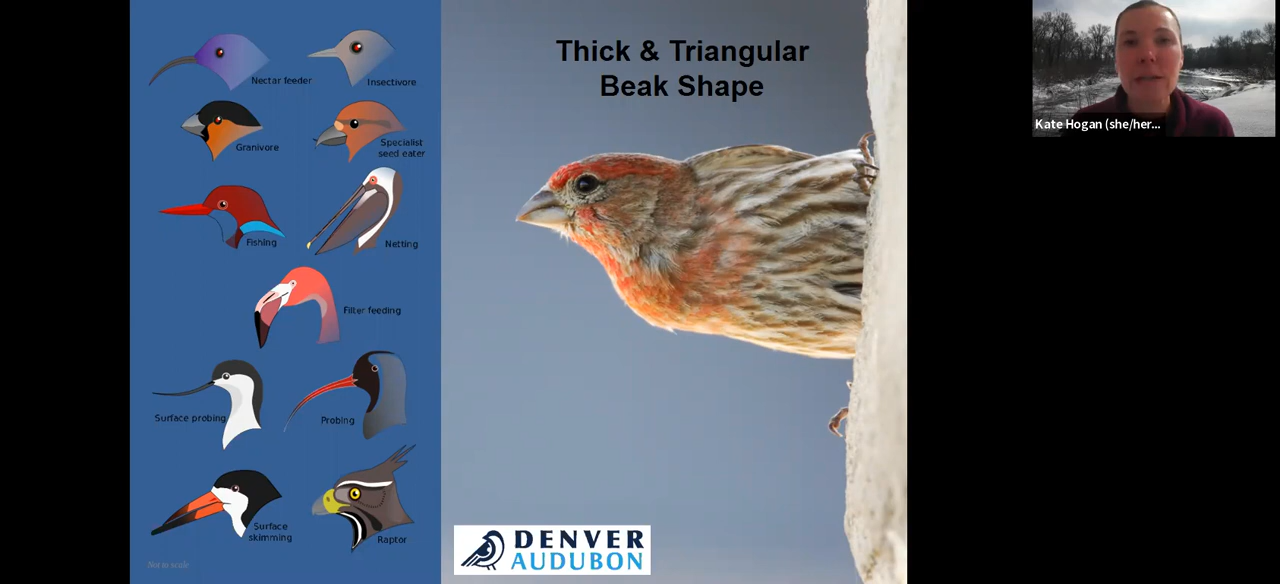 Nectar feeder
Insectivore
Granivore
Specialist
seed eater
Fishing
Netting
Filter feeding
Surface probing
Probing
Surface
skimming
Raptor
Not to scale
Thick & Triangular
Beak Shape
DENVER
AUDUBON
Kate Hogan (she/her...